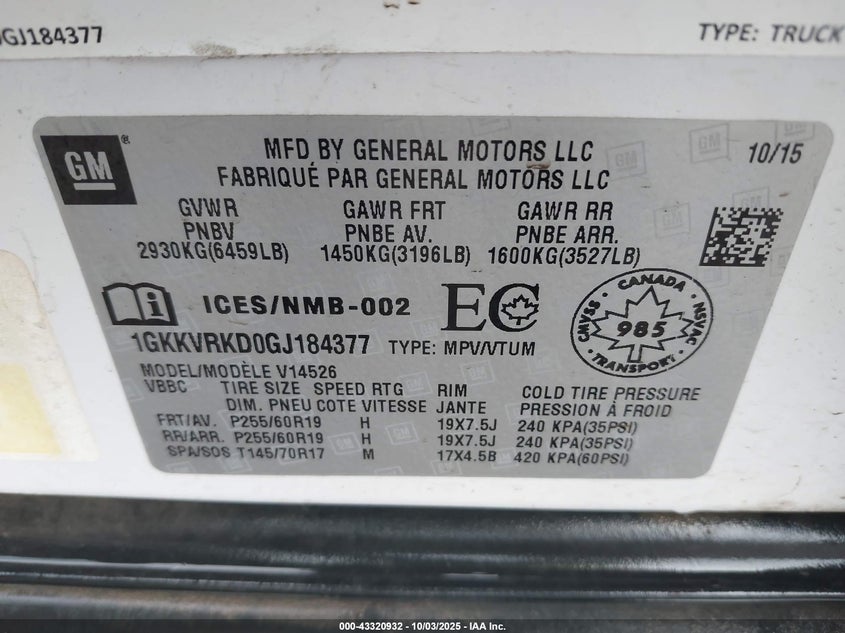 GJ184377 TYPE: TRUCK
GM ®
MFD BY GENERAL MOTORS LLC 10/15
FABRIQUÉ PAR GENERAL MOTORS LLC
GVWR GAWR FRT GAWR RR
PNBV PNBE AV. PNBE ARR.
2930KG(6459LB) 1450KG(3196LB) 1600KG(3527LB)
i ICES/NMB-002 EC
CANADA
CMVSS 985 NSVAC
TRANSPORT
1GKKVRKD0GJ184377 TYPE: MPV/VTUM
MODEL/MODÈLE V14526
VBBC TIRE SIZE SPEED RTG RIM COLD TIRE PRESSURE
DIM. PNEU COTE VITESSE JANTE PRESSION À FROID
FRT/AV. P255/60R19 H 19X7.5J 240 KPA(35PSI)
RR/ARR. P255/60R19 H 19X7.5J 240 KPA(35PSI)
SPA/SOS T145/70R17 M 17X4.5B 420 KPA(60PSI)
000-43320932 - 10/03/2025 - IAA Inc.